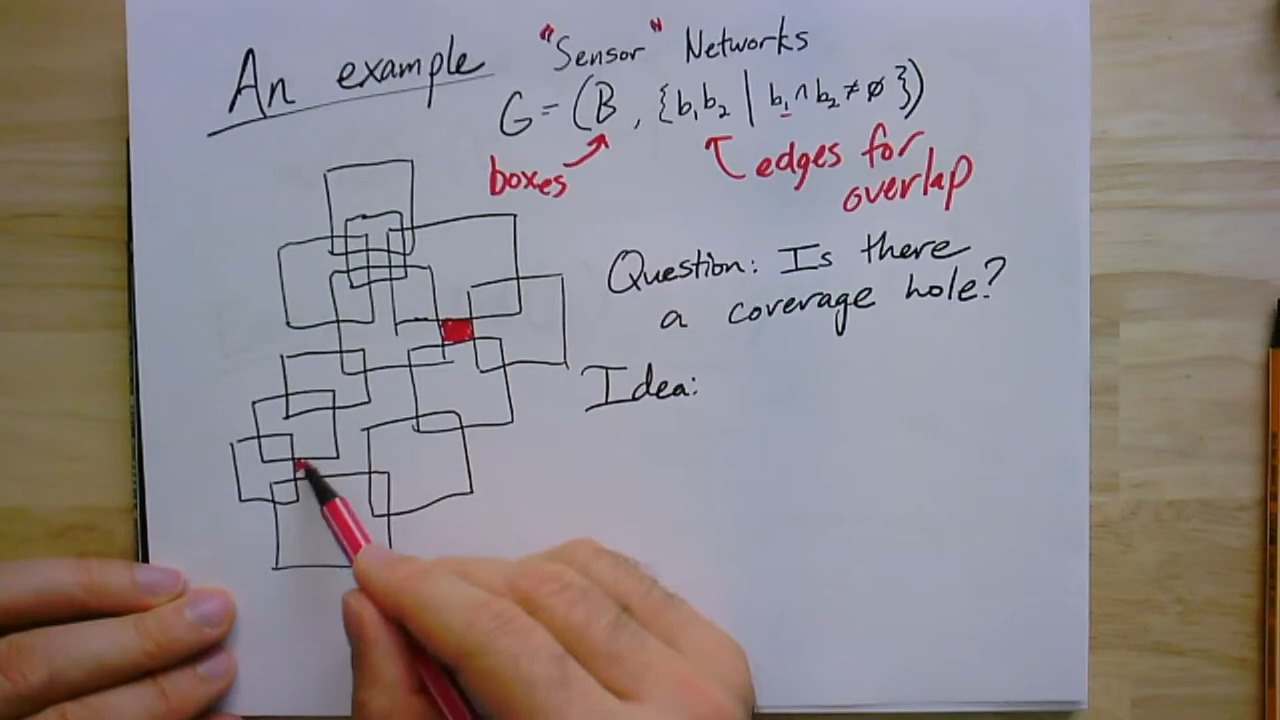 An example "Sensor" Networks
G = (B, {b₁b₂ | b₁ ∩ b₂ ≠ ∅})
boxes edges for
overlap
Question: Is there
a coverage hole?
Idea: